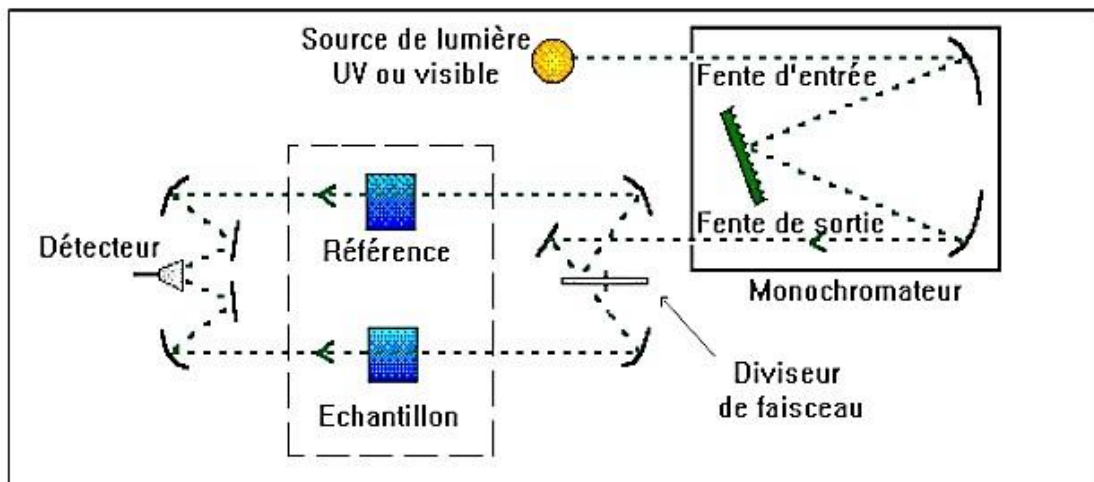 Source de lumière
UV ou visible
Fente d'entrée
Fente de sortie
Monochromateur
Détecteur
Référence
Echantillon
Diviseur
de faisceau